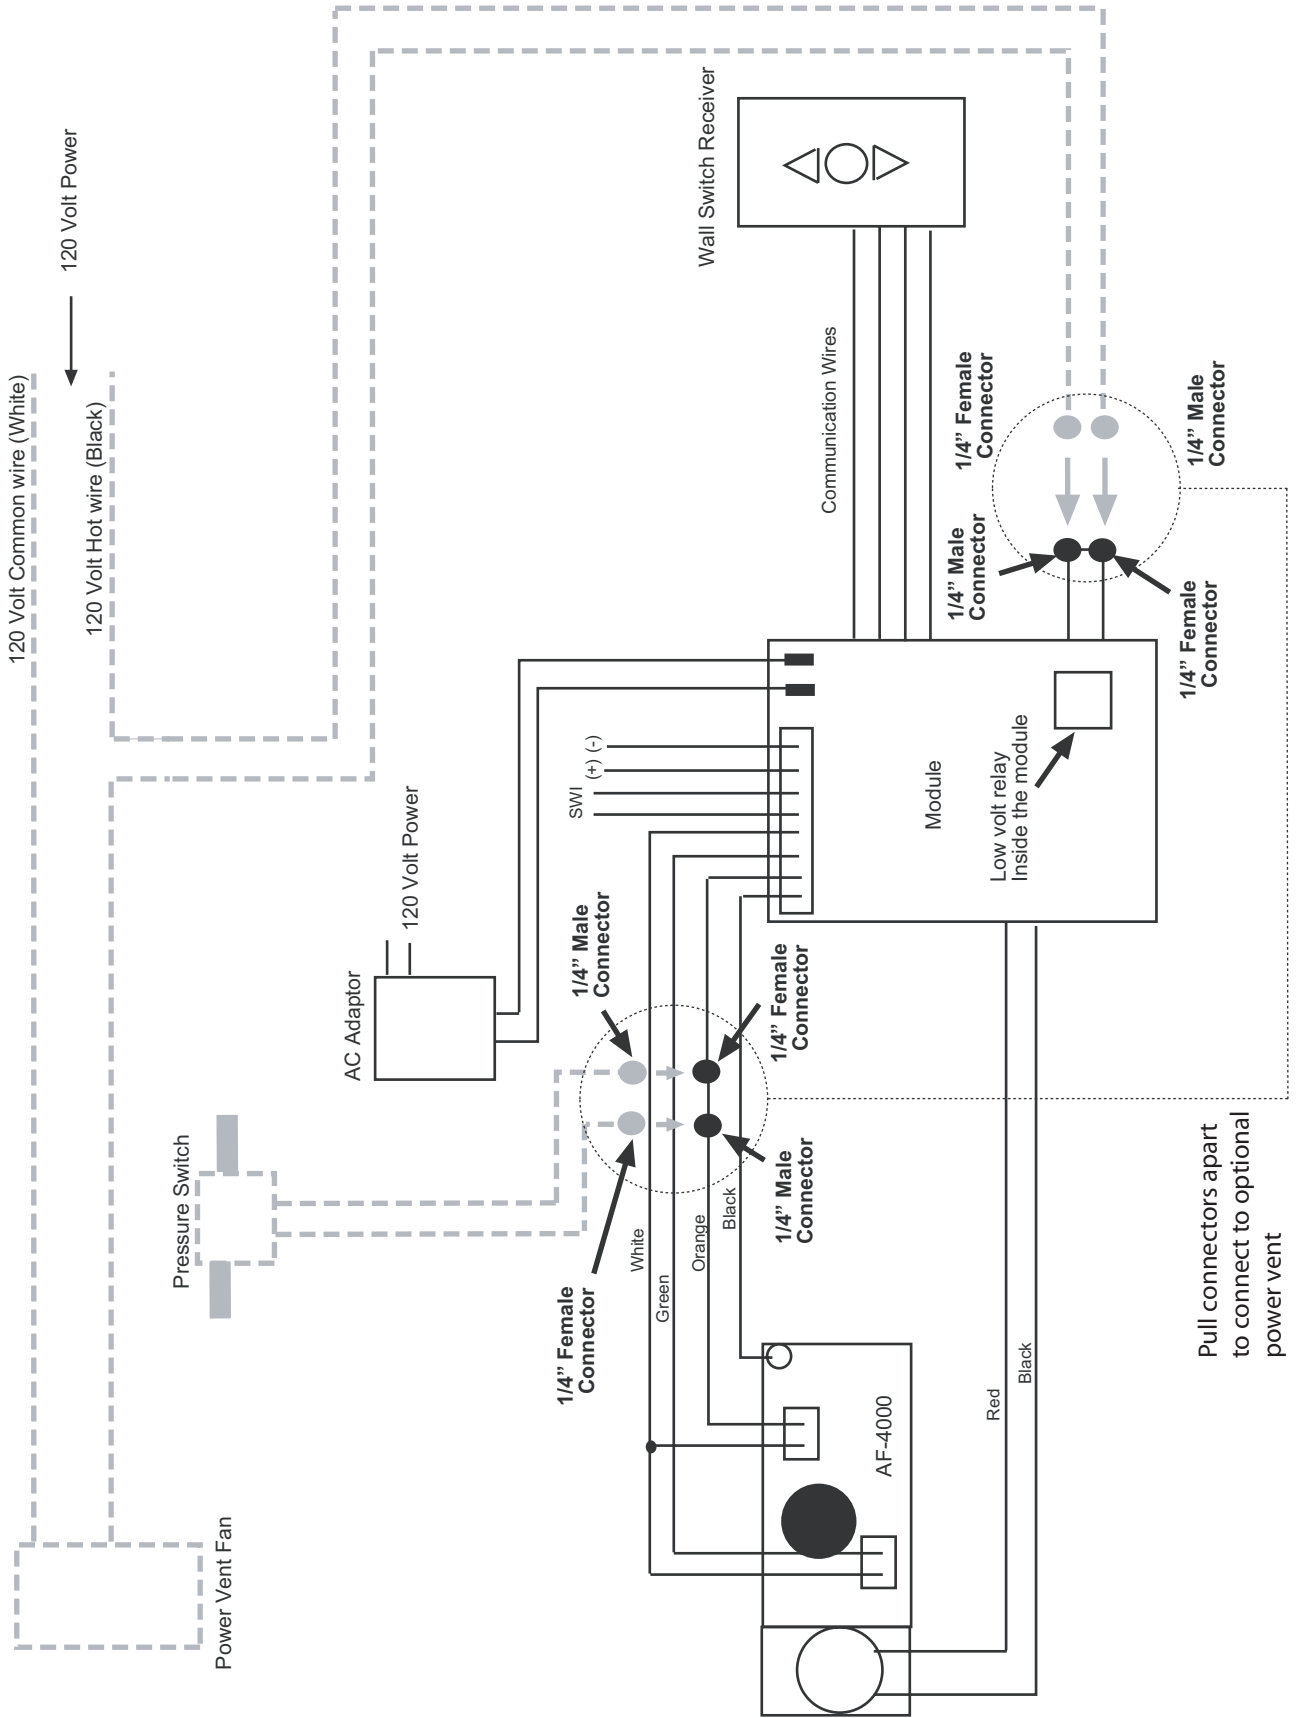 Power Vent Fan
120 Volt Common wire (White)
120 Volt Hot wire (Black)
120 Volt Power
Pressure Switch
AC Adaptor
120 Volt Power
Wall Switch Receiver
1/4” Female
Connector
1/4” Male
Connector
White
Green
Orange
Black
1/4” Male
Connector
1/4” Female
Connector
SWI
(+)
(-)
Communication Wires
AF-4000
Module
Low volt relay
Inside the module
1/4” Male
Connector
1/4” Female
Connector
1/4” Female
Connector
1/4” Male
Connector
Red
Black
Pull connectors apart
to connect to optional
power vent